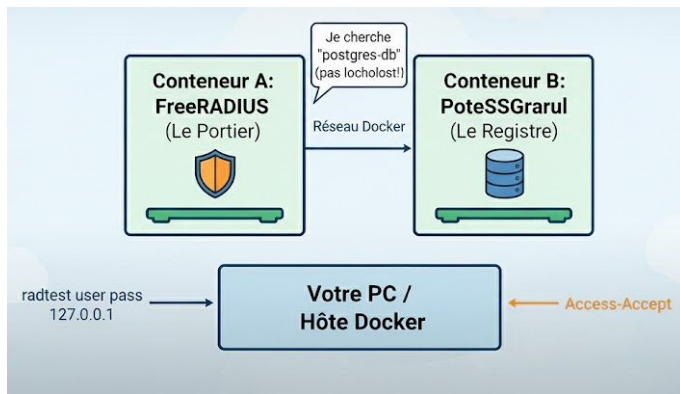 Je cherche
"postgres-db"
(pas locholost!)
Conteneur A:
FreeRADIUS
(Le Portier)
Réseau Docker
Conteneur B:
PoteSSGrarul
(Le Registre)
radtest user pass
127.0.0.1
Votre PC /
Hôte Docker
Access-Accept